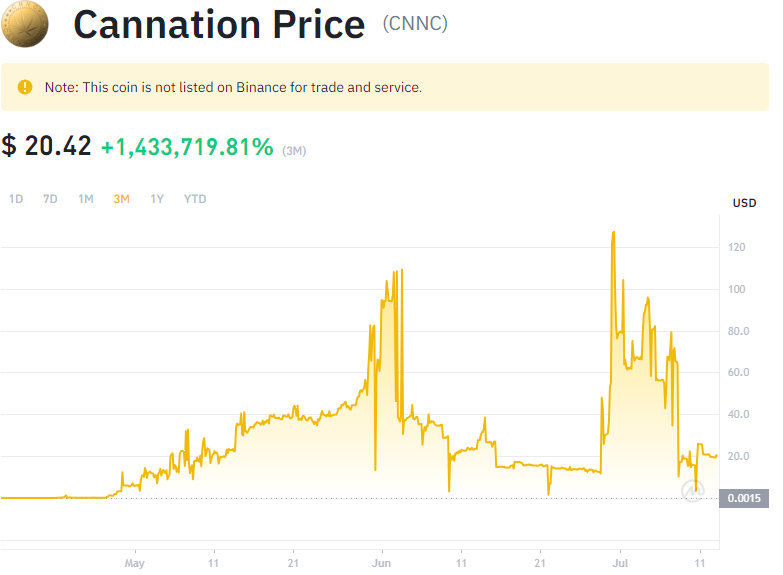 Cannation Price (CNNC)
Note: This coin is not listed on Binance for trade and service.
$ 20.42 +1,433,719.81% (3M)
1D 7D 1M 3M 1Y YTD
USD
120
100
80.0
60.0
40.0
20.0
0.0015
May 11 21 Jun 11 21 Jul 11